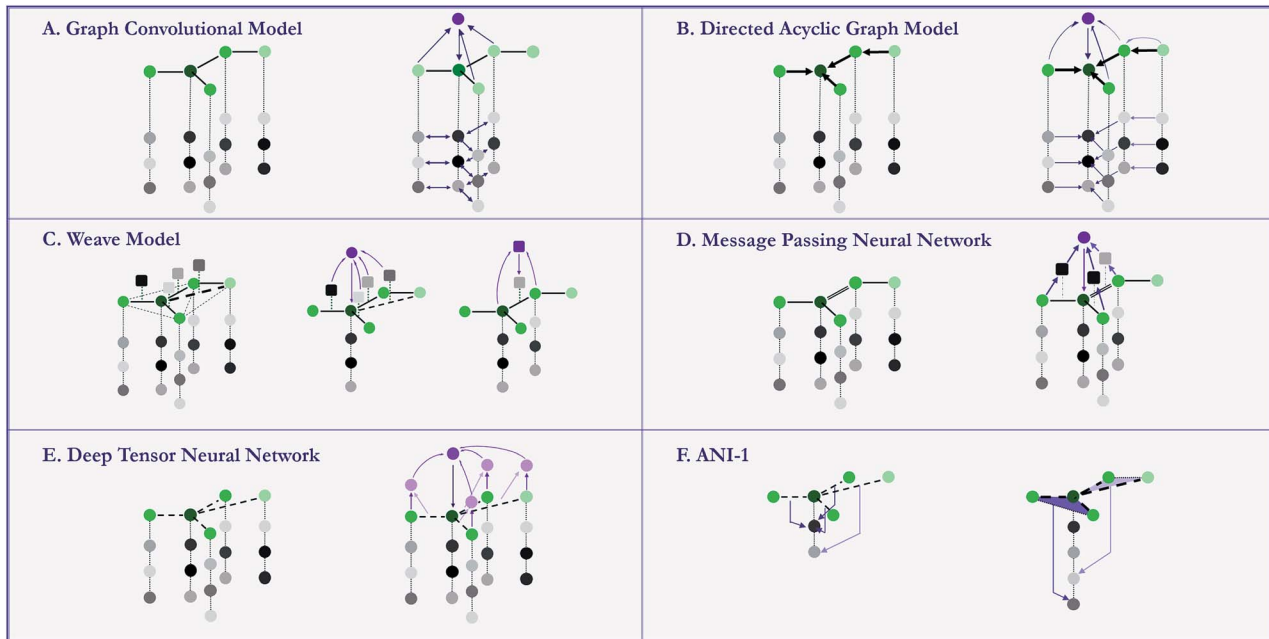 A. Graph Convolutional Model
B. Directed Acyclic Graph Model
C. Weave Model
D. Message Passing Neural Network
E. Deep Tensor Neural Network
F. ANI-1